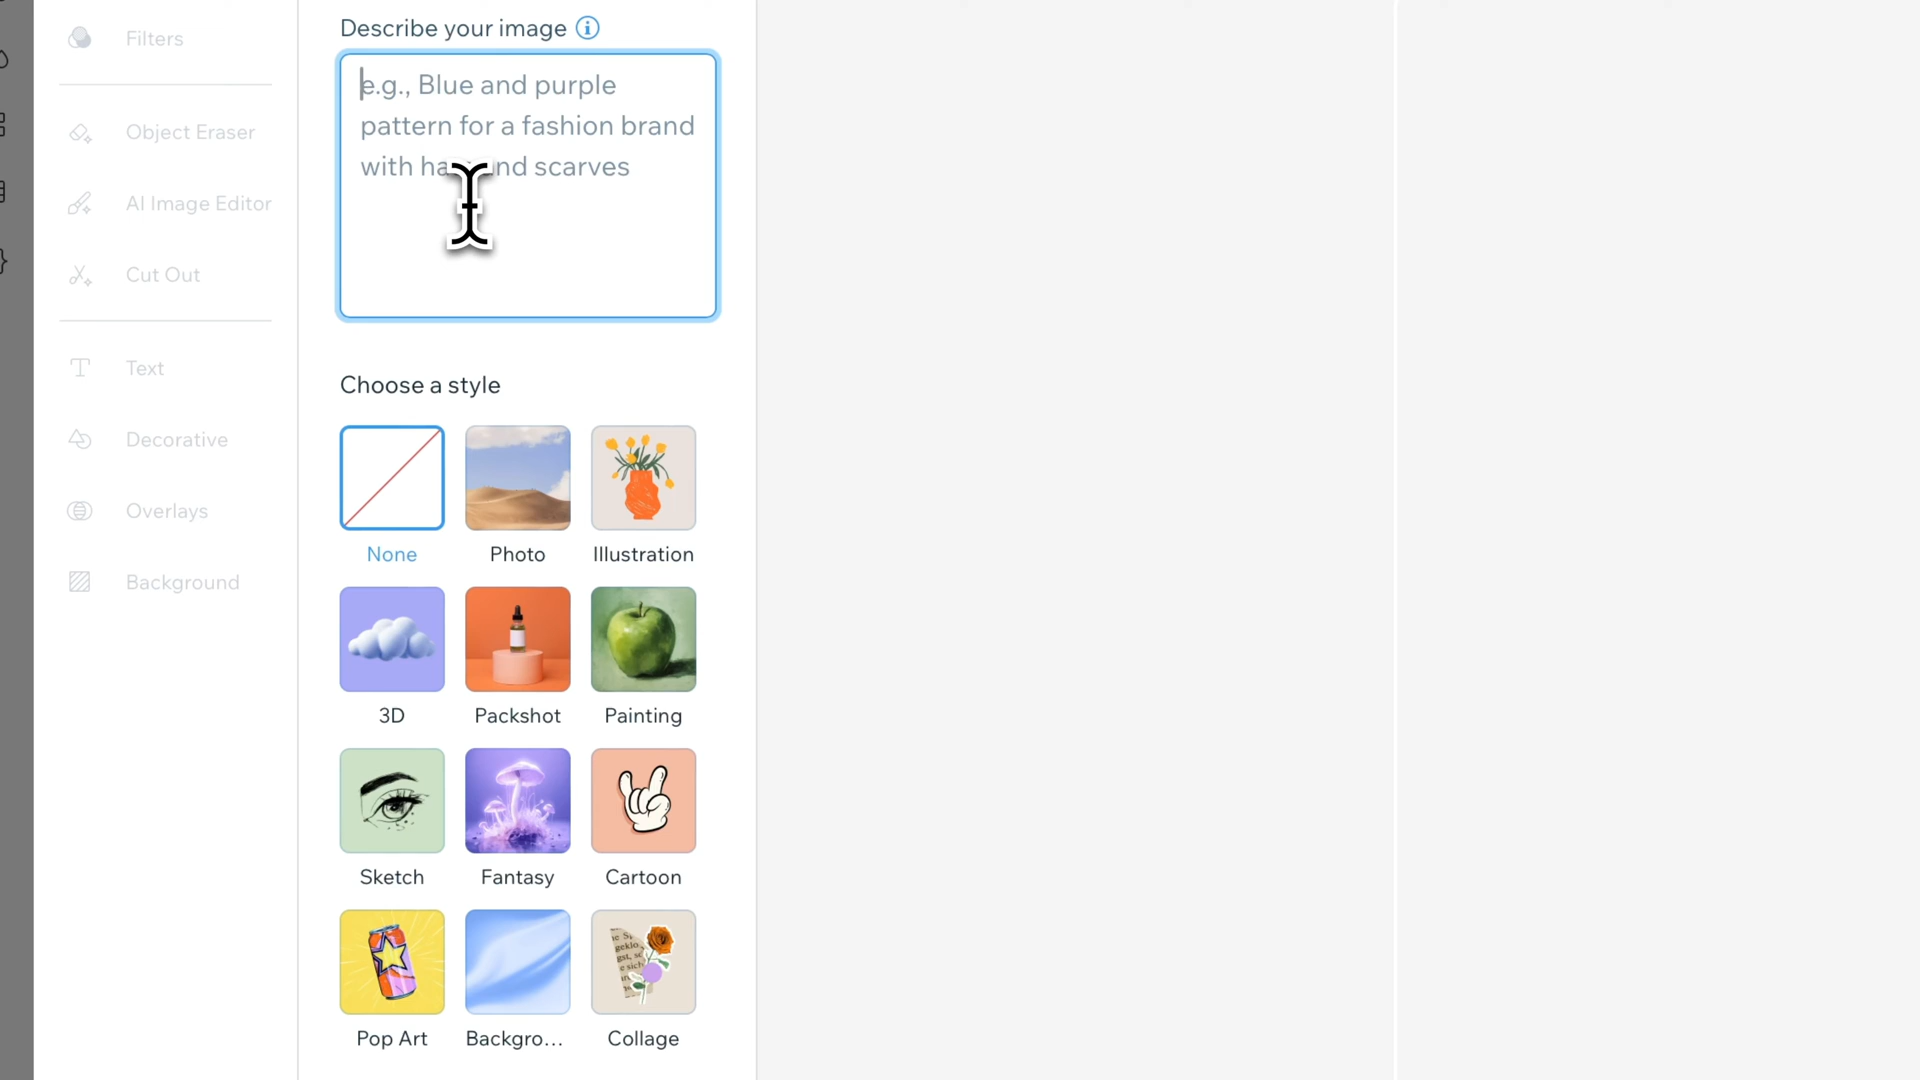 Filters
Object Eraser
AI Image Editor
Cut Out
Text
Decorative
Overlays
Background
Describe your image
e.g., Blue and purple
pattern for a fashion brand
with scarves
Choose a style
None
Photo
Illustration
3D
Packshot
Painting
Sketch
Fantasy
Cartoon
Pop Art
Backgro...
Collage